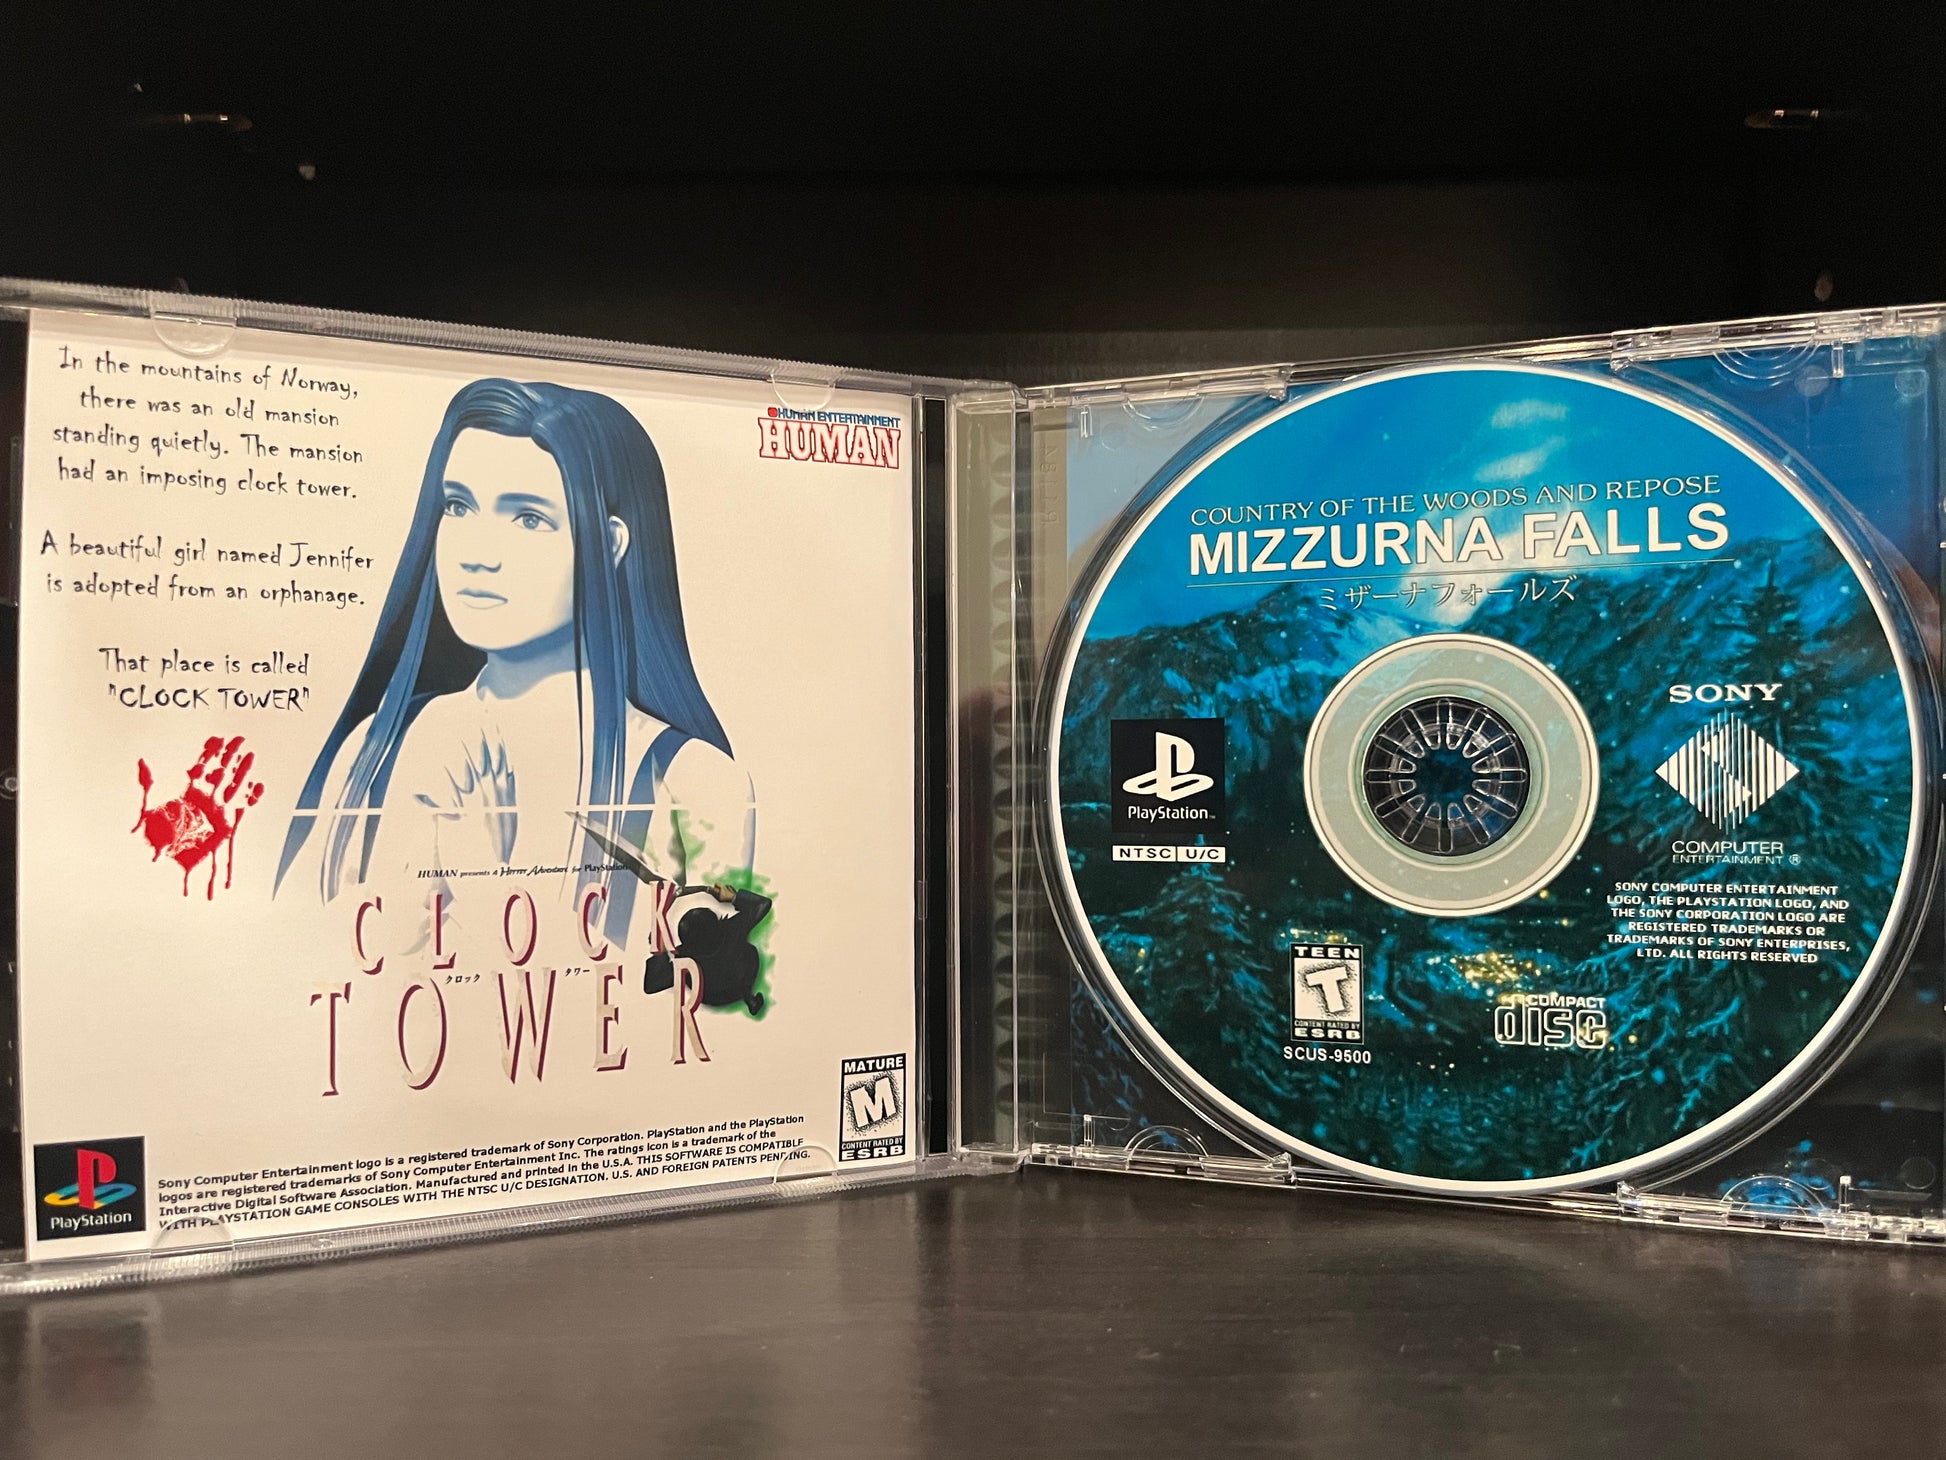 In the mountains of Norway,
there was an old mansion
standing quietly. The mansion
had an imposing clock tower.
A beautiful girl named Jennifer
is adopted from an orphanage.
That place is called
"CLOCK TOWER"
HUMAN ENTERTAINMENT
HUMAN
HUMAN presents A Horror Adventure for PlayStation
CLOCK
クロック タワー
TOWER
MATURE
M
CONTENT RATED BY
ESRB
PlayStation
Sony Computer Entertainment logo is a registered trademark of Sony Corporation. PlayStation and the PlayStation
logos are registered trademarks of Sony Computer Entertainment Inc. The ratings icon is a trademark of the
Interactive Digital Software Association. Manufactured and printed in the U.S.A. THIS SOFTWARE IS COMPATIBLE
WITH PLAYSTATION GAME CONSOLES WITH THE NTSC U/C DESIGNATION. U.S. AND FOREIGN PATENTS PENDING.
COUNTRY OF THE WOODS AND REPOSE
MIZZURNA FALLS
ミザーナフォールズ
PlayStation
NTSC U/C
SONY
COMPUTER
ENTERTAINMENT ®
SONY COMPUTER ENTERTAINMENT
LOGO, THE PLAYSTATION LOGO, AND
THE SONY CORPORATION LOGO ARE
REGISTERED TRADEMARKS OR
TRADEMARKS OF SONY ENTERPRISES,
LTD. ALL RIGHTS RESERVED
TEEN
T
CONTENT RATED BY
ESRB
SCUS-9500
COMPACT
disc